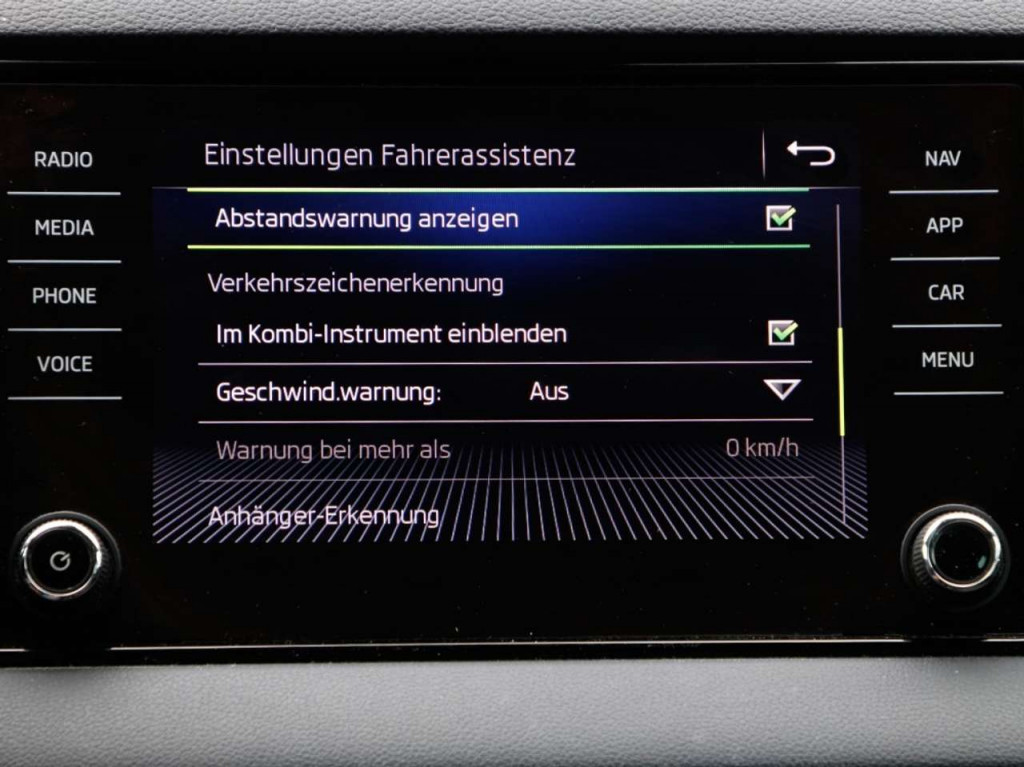 RADIO
MEDIA
PHONE
VOICE
Einstellungen Fahrerassistenz
Abstandswarnung anzeigen
Verkehrszeichenerkennung
Im Kombi-Instrument einblenden
Geschwind.warnung: Aus
Warnung bei mehr als 0 km/h
Anhänger-Erkennung
NAV
APP
CAR
MENU